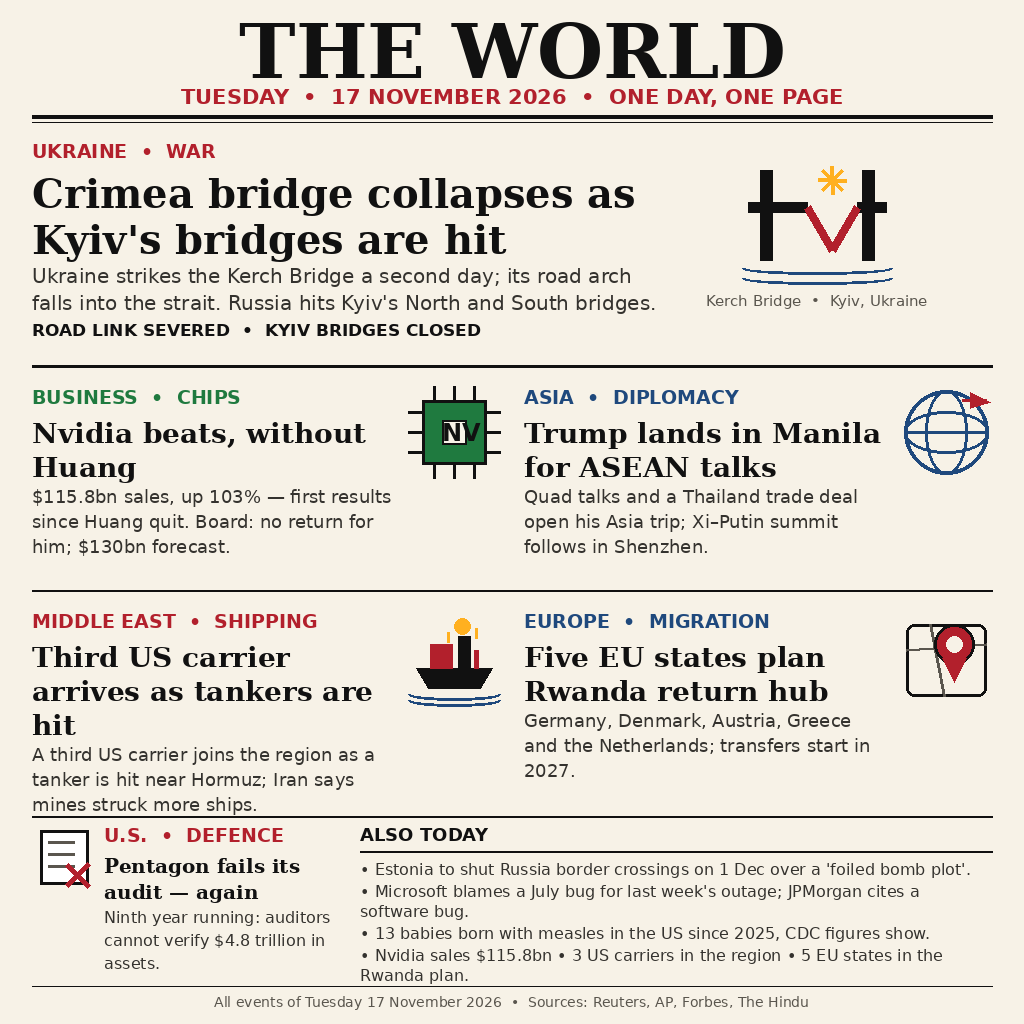 THE WORLD
TUESDAY • 17 NOVEMBER 2026 • ONE DAY, ONE PAGE
UKRAINE • WAR
Crimea bridge collapses as
Kyiv's bridges are hit
Ukraine strikes the Kerch Bridge a second day; its road arch
falls into the strait. Russia hits Kyiv's North and South bridges.
ROAD LINK SEVERED • KYIV BRIDGES CLOSED
Kerch Bridge • Kyiv, Ukraine
BUSINESS • CHIPS
Nvidia beats, without
Huang
$115.8bn sales, up 103% — first results
since Huang quit. Board: no return for
him; $130bn forecast.
NV
ASIA • DIPLOMACY
Trump lands in Manila
for ASEAN talks
Quad talks and a Thailand trade deal
open his Asia trip; Xi–Putin summit
follows in Shenzhen.
MIDDLE EAST • SHIPPING
Third US carrier
arrives as tankers are
hit
A third US carrier joins the region as a
tanker is hit near Hormuz; Iran says
mines struck more ships.
EUROPE • MIGRATION
Five EU states plan
Rwanda return hub
Germany, Denmark, Austria, Greece
and the Netherlands; transfers start in
2027.
U.S. • DEFENCE
Pentagon fails its
audit — again
Ninth year running: auditors
cannot verify $4.8 trillion in
assets.
ALSO TODAY
• Estonia to shut Russia border crossings on 1 Dec over a 'foiled bomb plot'.
• Microsoft blames a July bug for last week's outage; JPMorgan cites a
software bug.
• 13 babies born with measles in the US since 2025, CDC figures show.
• Nvidia sales $115.8bn • 3 US carriers in the region • 5 EU states in the
Rwanda plan.
All events of Tuesday 17 November 2026 • Sources: Reuters, AP, Forbes, The Hindu